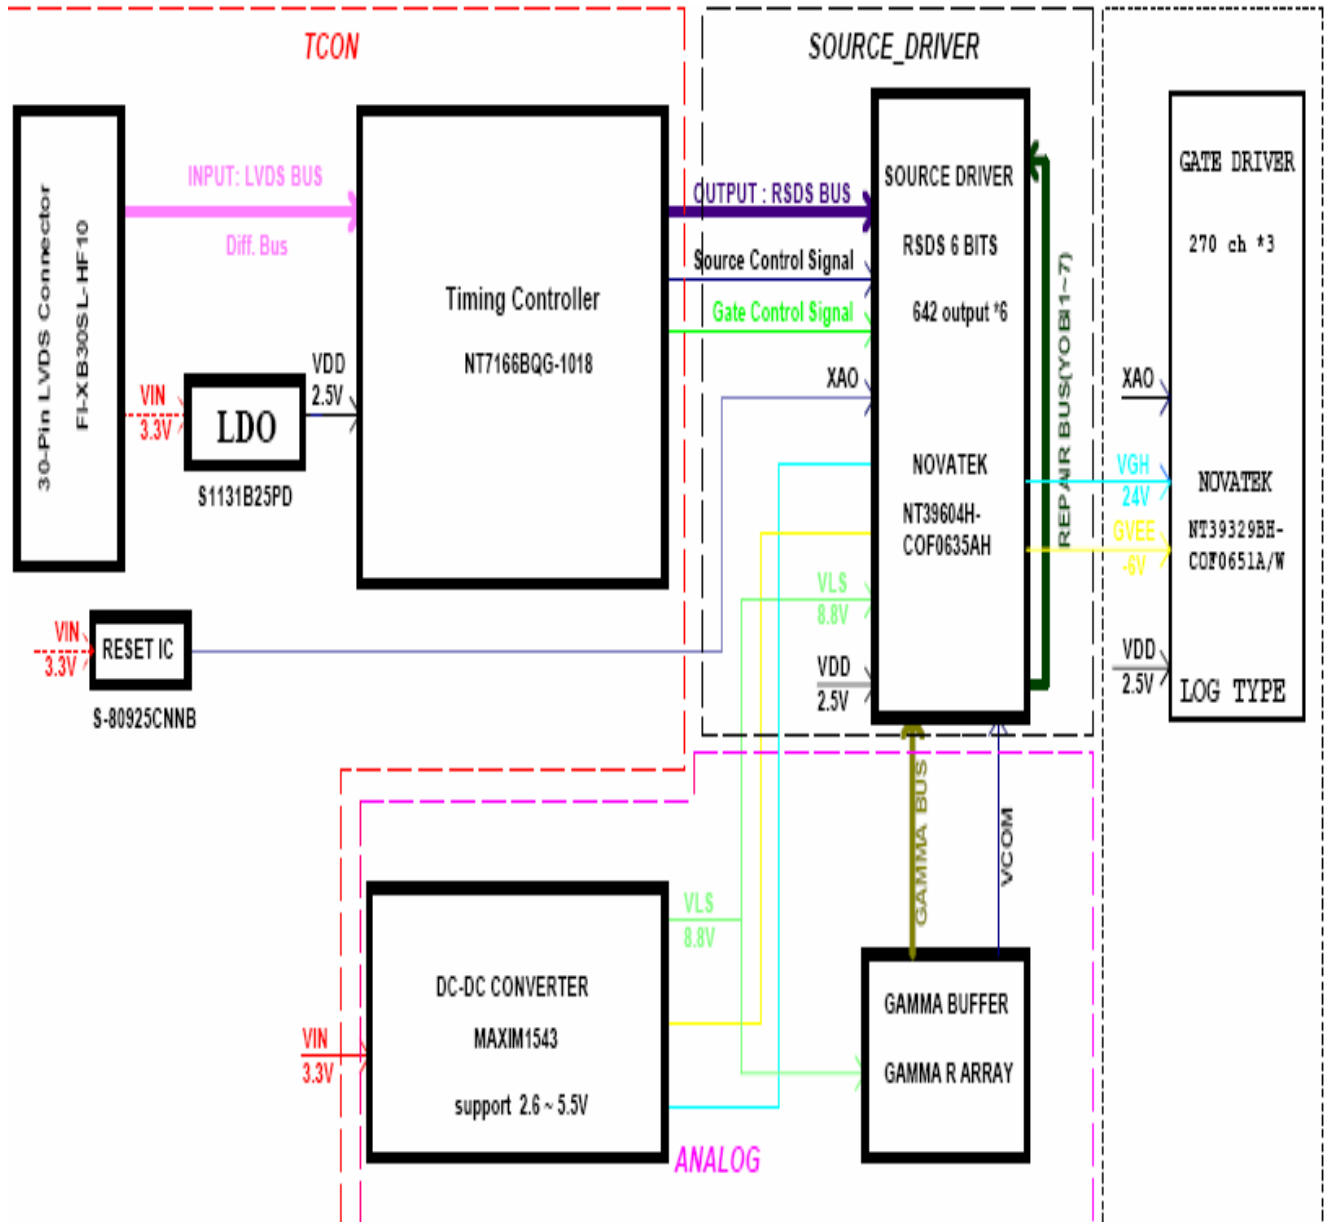 TCON
SOURCE_DRIVER
30-Pin LVDS Connector
FI-XB30SL-HF10
INPUT: LVDS BUS
Diff. Bus
Timing Controller
NT7166BQG-1018
VIN
3.3V
LDO
S1131B25PD
VDD
2.5V
OUTPUT : RSDS BUS
Source Control Signal
Gate Control Signal
XAO
SOURCE DRIVER
RSDS 6 BITS
642 output *6
NOVATEK
NT39604H-
COF0635AH
REPAIR BUS(YOBI1~7)
GATE DRIVER
270 ch *3
XAO
VGH
24V
GVEE
-6V
NOVATEK
NT39329BH-
COF0651A/W
VDD
2.5V
LOG TYPE
VLS
8.8V
VDD
2.5V
VIN
3.3V
RESET IC
S-80925CNNB
GAMMA BUS
VCOM
VLS
8.8V
DC-DC CONVERTER
MAXIM1543
support 2.6 ~ 5.5V
VIN
3.3V
GAMMA BUFFER
GAMMA R ARRAY
ANALOG